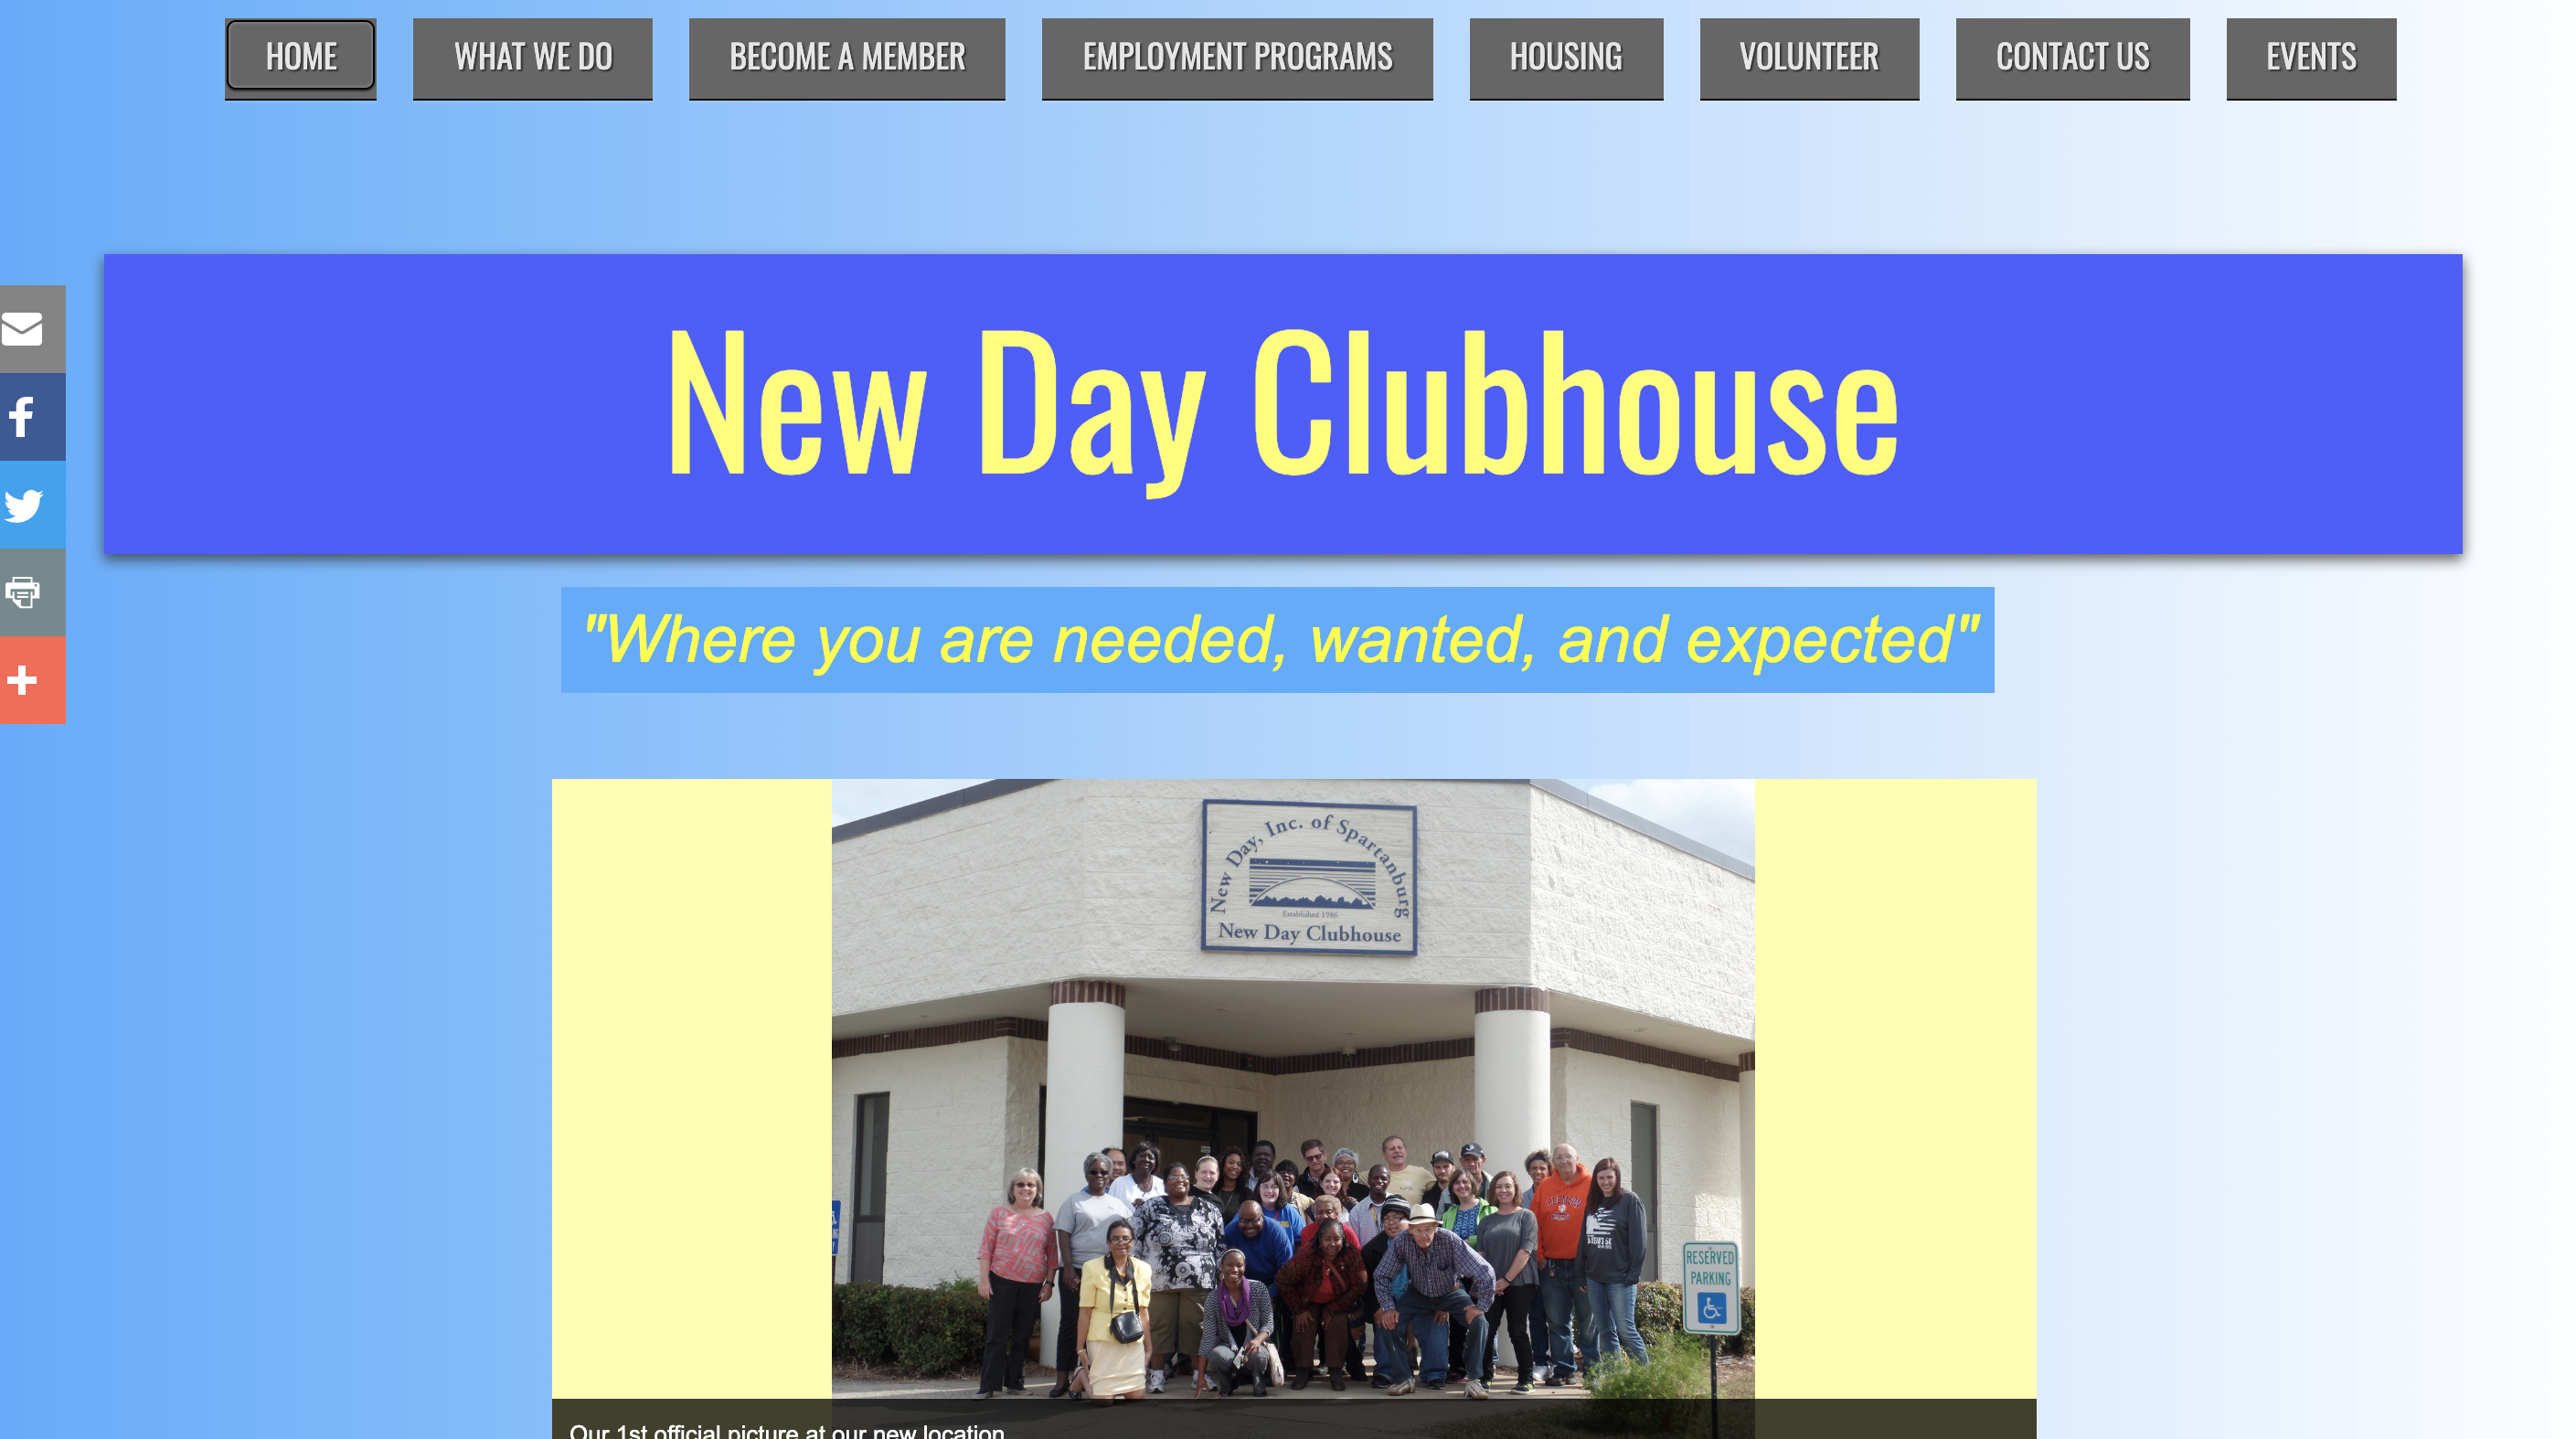 HOME WHAT WE DO BECOME A MEMBER EMPLOYMENT PROGRAMS HOUSING VOLUNTEER CONTACT US EVENTS
New Day Clubhouse
"Where you are needed, wanted, and expected"
New Day, Inc. of Spartanburg
Established 1986
New Day Clubhouse
RESERVED
PARKING
Our 1st official picture at our new location